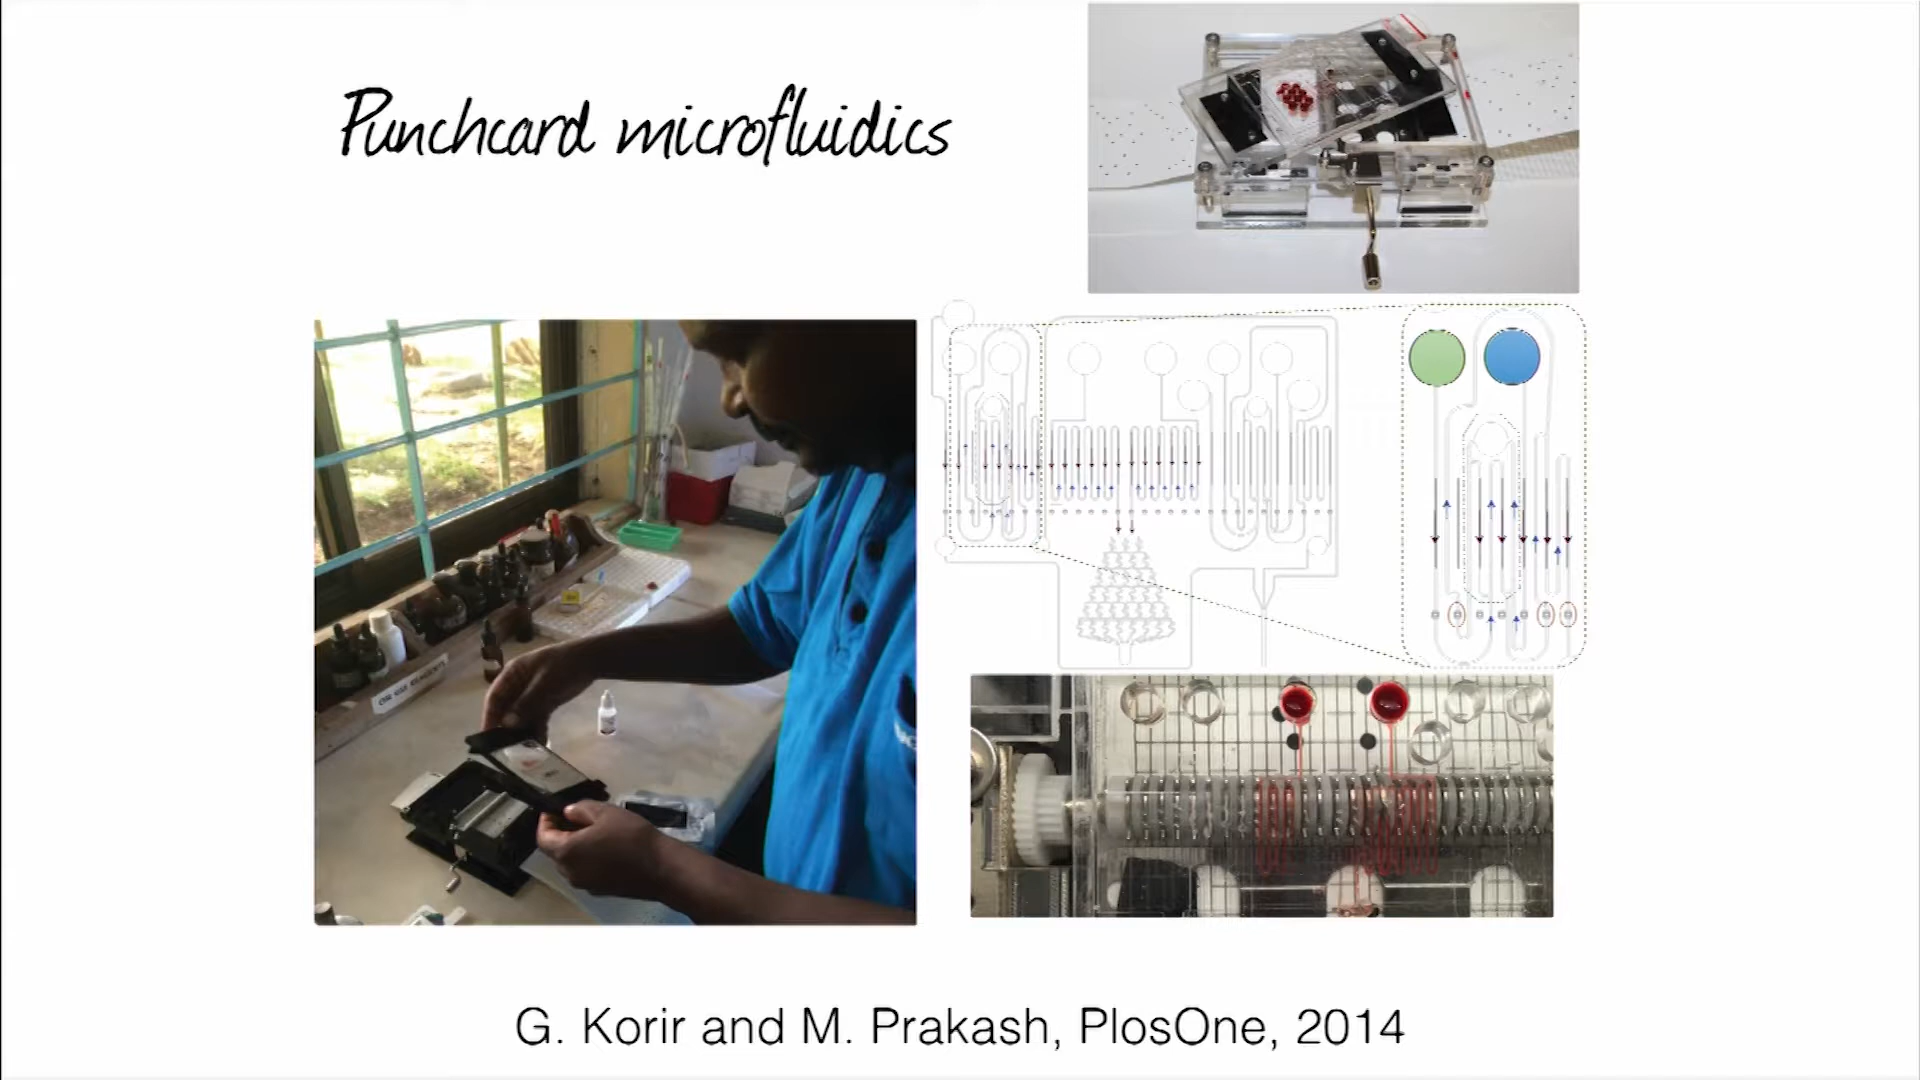 Punchcard microfluidics
G. Korir and M. Prakash, PlosOne, 2014